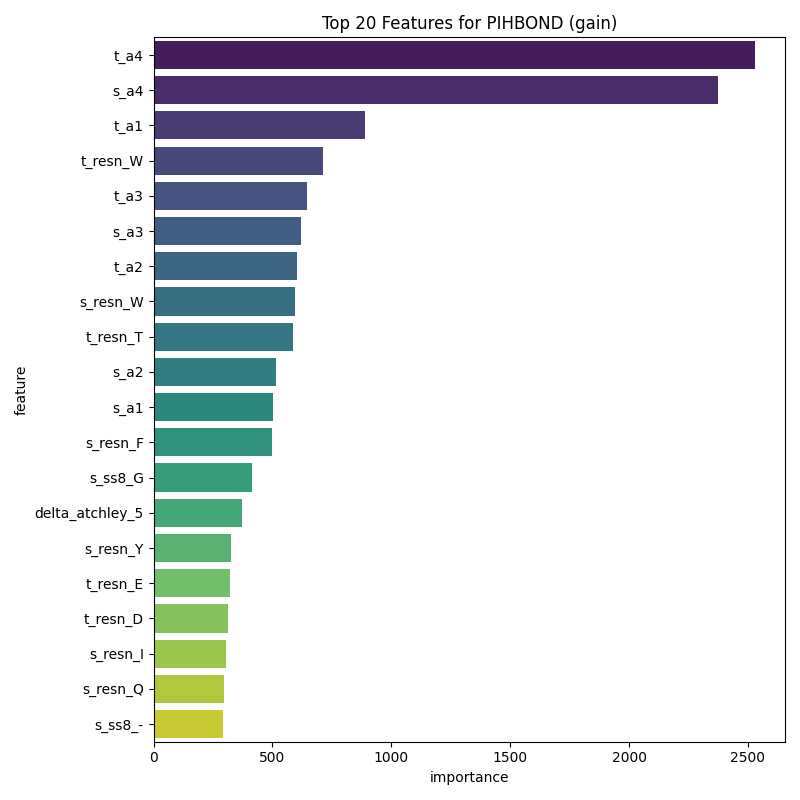 Top 20 Features for PIHBOND (gain)
t_a4
s_a4
t_a1
t_resn_W
t_a3
s_a3
t_a2
s_resn_W
t_resn_T
s_a2
s_a1
s_resn_F
s_ss8_G
delta_atchley_5
s_resn_Y
t_resn_E
t_resn_D
s_resn_I
s_resn_Q
s_ss8_-
feature
0 500 1000 1500 2000 2500
importance